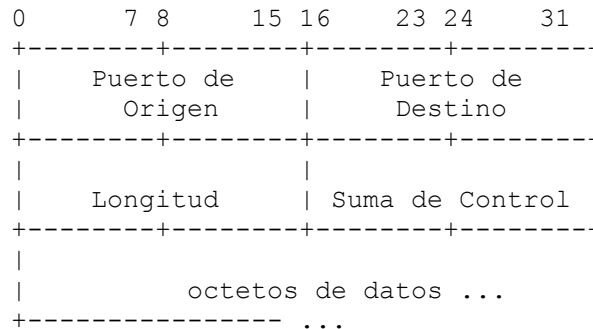 0 7 8 15 16 23 24 31
+--------+--------+--------+--------+
| Puerto de | Puerto de
| Origen | Destino
+--------+--------+--------+--------+
| |
| Longitud | Suma de Control
+--------+--------+--------+--------+
|
| octetos de datos ...
+---------------- ...